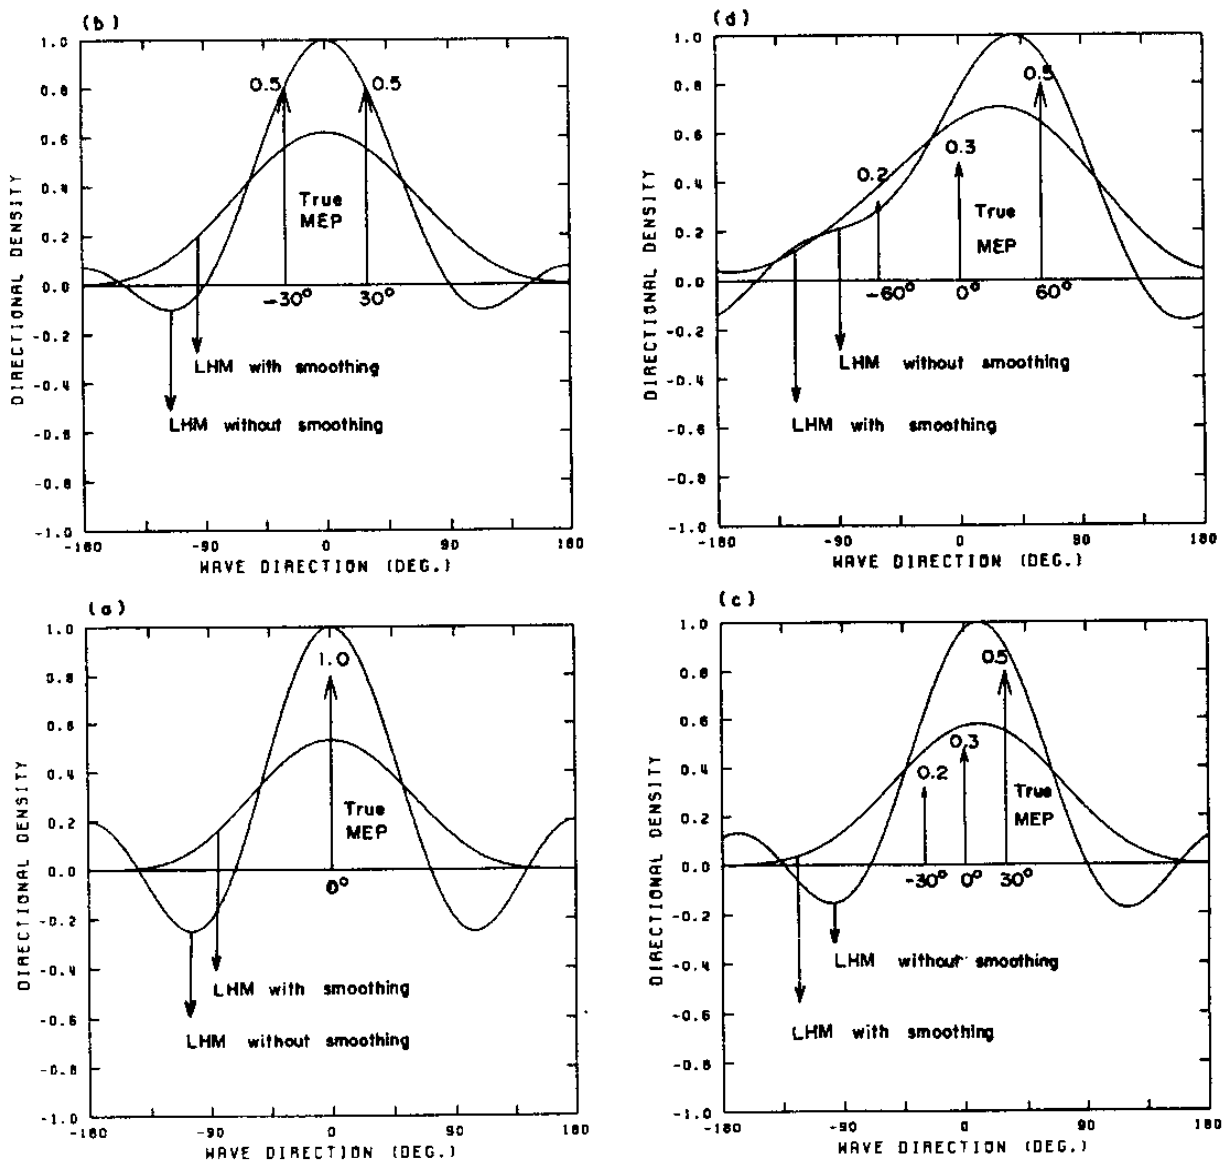 (b)
1.0
0.8
0.6
0.4
0.2
0.0
-0.2
-0.4
-0.6
-0.8
-1.0
DIRECTIONAL DENSITY
0.5
0.5
True
MEP
-30°
30°
LHM with smoothing
LHM without smoothing
-180
-90
0
90
180
WAVE DIRECTION (DEG.)
(d)
1.0
0.8
0.6
0.4
0.2
0.0
-0.2
-0.4
-0.6
-0.8
-1.0
DIRECTIONAL DENSITY
0.5
0.3
0.2
True
MEP
-60°
0°
60°
LHM without smoothing
LHM with smoothing
-180
-90
0
90
180
WAVE DIRECTION (DEG.)
(a)
1.0
0.8
0.6
0.4
0.2
0.0
-0.2
-0.4
-0.6
-0.8
-1.0
DIRECTIONAL DENSITY
1.0
True
MEP
0°
LHM with smoothing
LHM without smoothing
-180
-90
0
90
180
WAVE DIRECTION (DEG.)
(c)
1.0
0.8
0.6
0.4
0.2
0.0
-0.2
-0.4
-0.6
-0.8
-1.0
DIRECTIONAL DENSITY
0.5
0.3
0.2
True
MEP
-30°
0°
30°
LHM without smoothing
LHM with smoothing
-180
-90
0
90
180
WAVE DIRECTION (DEG.)